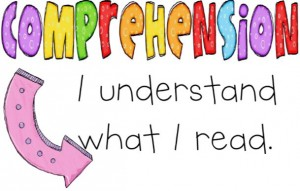 COMPREHENSION
I understand
what I read.